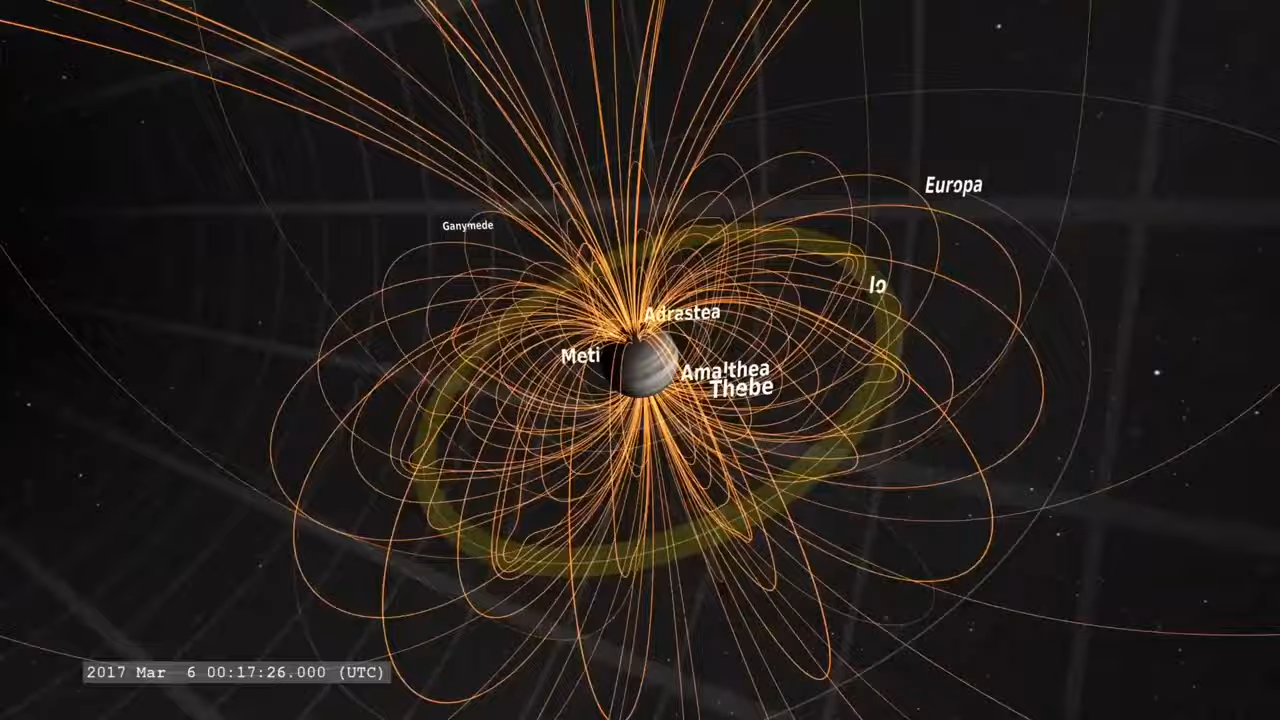 Europa
Ganymede
Io
Adrastea
Meti
Amalthea
Thebe
2017 Mar  6 00:17:26.000 (UTC)